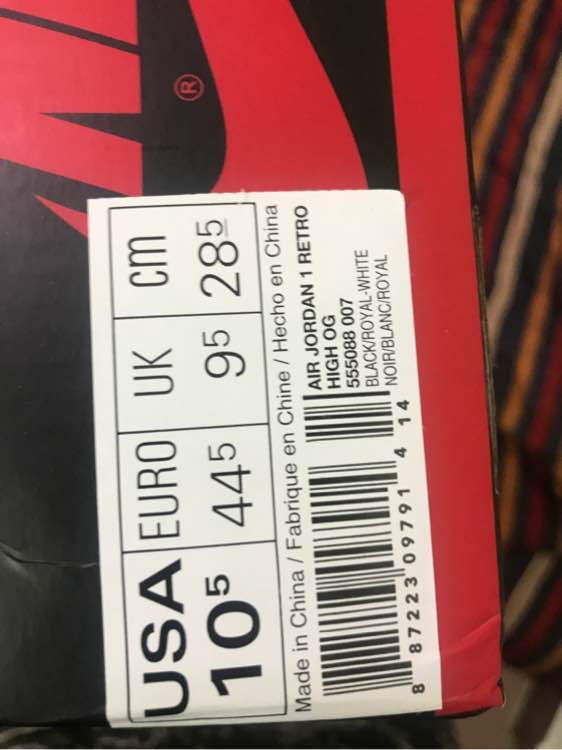 ®
USA EURO UK cm
10⁵ 44⁵ 9⁵ 28⁵
Made in China / Fabrique en Chine / Hecho en China
AIR JORDAN 1 RETRO
HIGH OG
555088 007
BLACK/ROYAL-WHITE
NOIR/BLANC/ROYAL
8 87223 09791 4 14